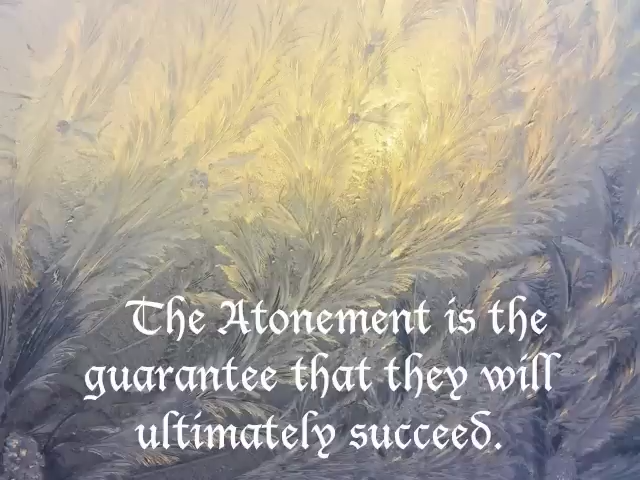 The Atonement is the
guarantee that they will
ultimately succeed.